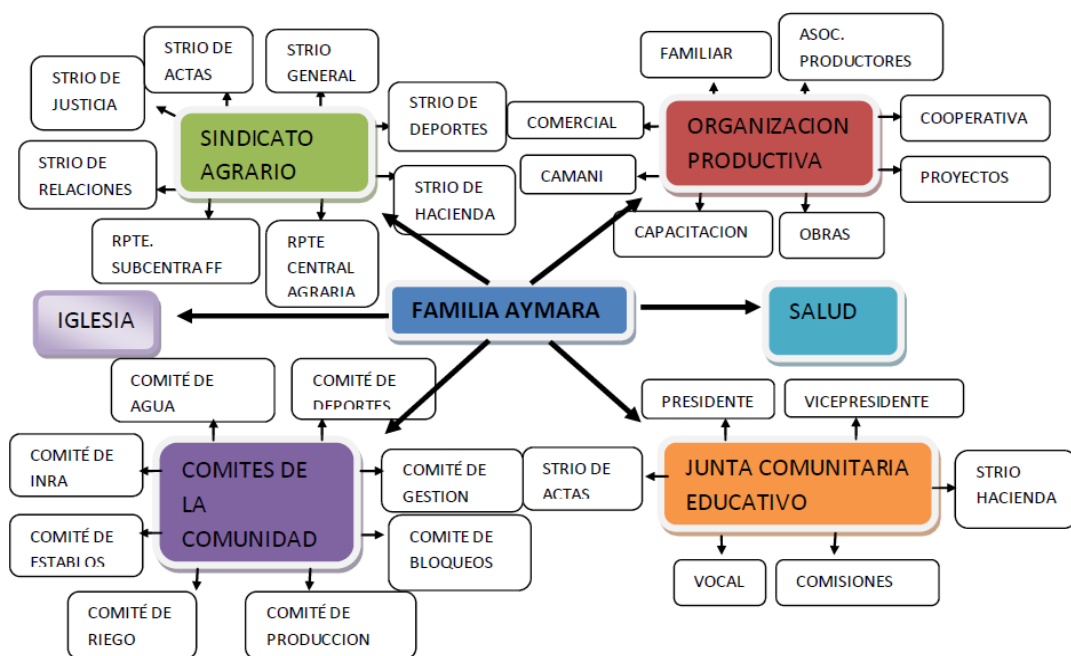 STRIO DE
ACTAS
STRIO
GENERAL
STRIO DE
JUSTICIA
STRIO DE
DEPORTES
SINDICATO
AGRARIO
STRIO DE
RELACIONES
STRIO DE
HACIENDA
RPTE.
SUBCENTRA FF
RPTE
CENTRAL
AGRARIA
FAMILIAR
ASOC.
PRODUCTORES
COMERCIAL
ORGANIZACION
PRODUCTIVA
COOPERATIVA
CAMANI
PROYECTOS
CAPACITACION
OBRAS
IGLESIA
FAMILIA AYMARA
SALUD
COMITÉ DE
AGUA
COMITÉ DE
DEPORTES
COMITÉ DE
INRA
COMITES DE
LA
COMUNIDAD
COMITÉ DE
GESTION
COMITÉ DE
ESTABLOS
COMITE DE
BLOQUEOS
COMITÉ DE
RIEGO
COMITÉ DE
PRODUCCION
PRESIDENTE
VICEPRESIDENTE
STRIO DE
ACTAS
JUNTA COMUNITARIA
EDUCATIVO
STRIO
HACIENDA
VOCAL
COMISIONES